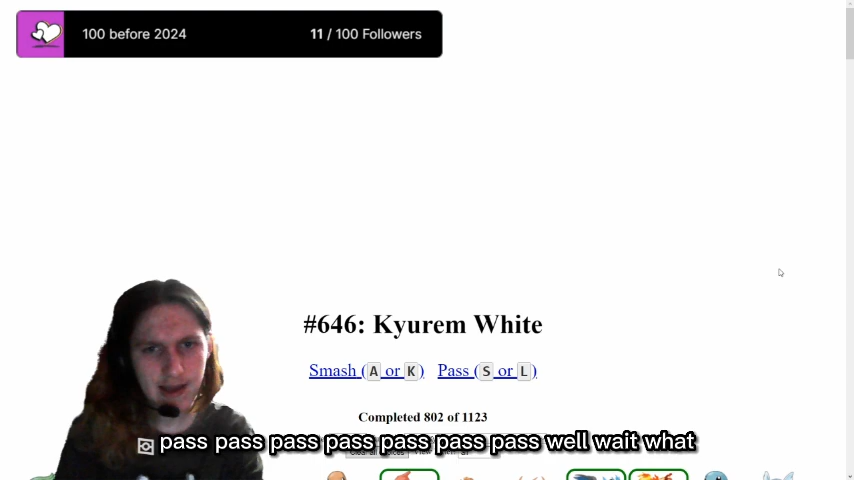 100 before 2024
11 / 100 Followers
#646: Kyurem White
Smash (A or K) Pass (S or L)
Completed 802 of 1123
pass pass pass pass pass pass pass well wait what